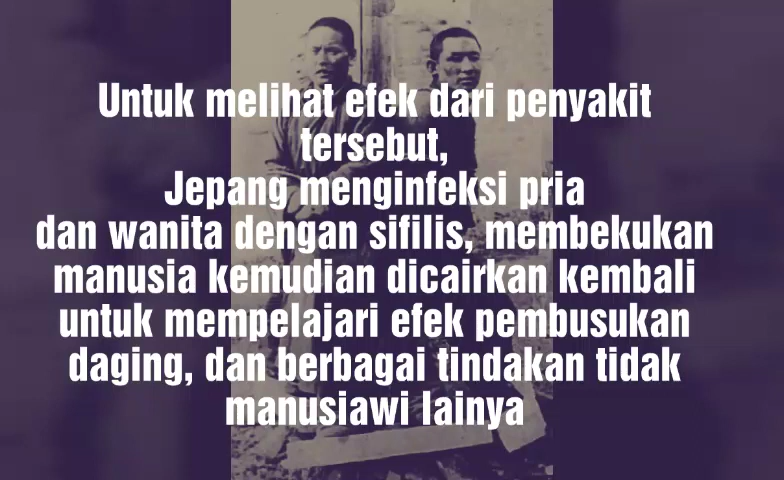 Untuk melihat efek dari penyakit
tersebut,
Jepang menginfeksi pria
dan wanita dengan sifilis, membekukan
manusia kemudian dicairkan kembali
untuk mempelajari efek pembusukan
daging, dan berbagai tindakan tidak
manusiawi lainya